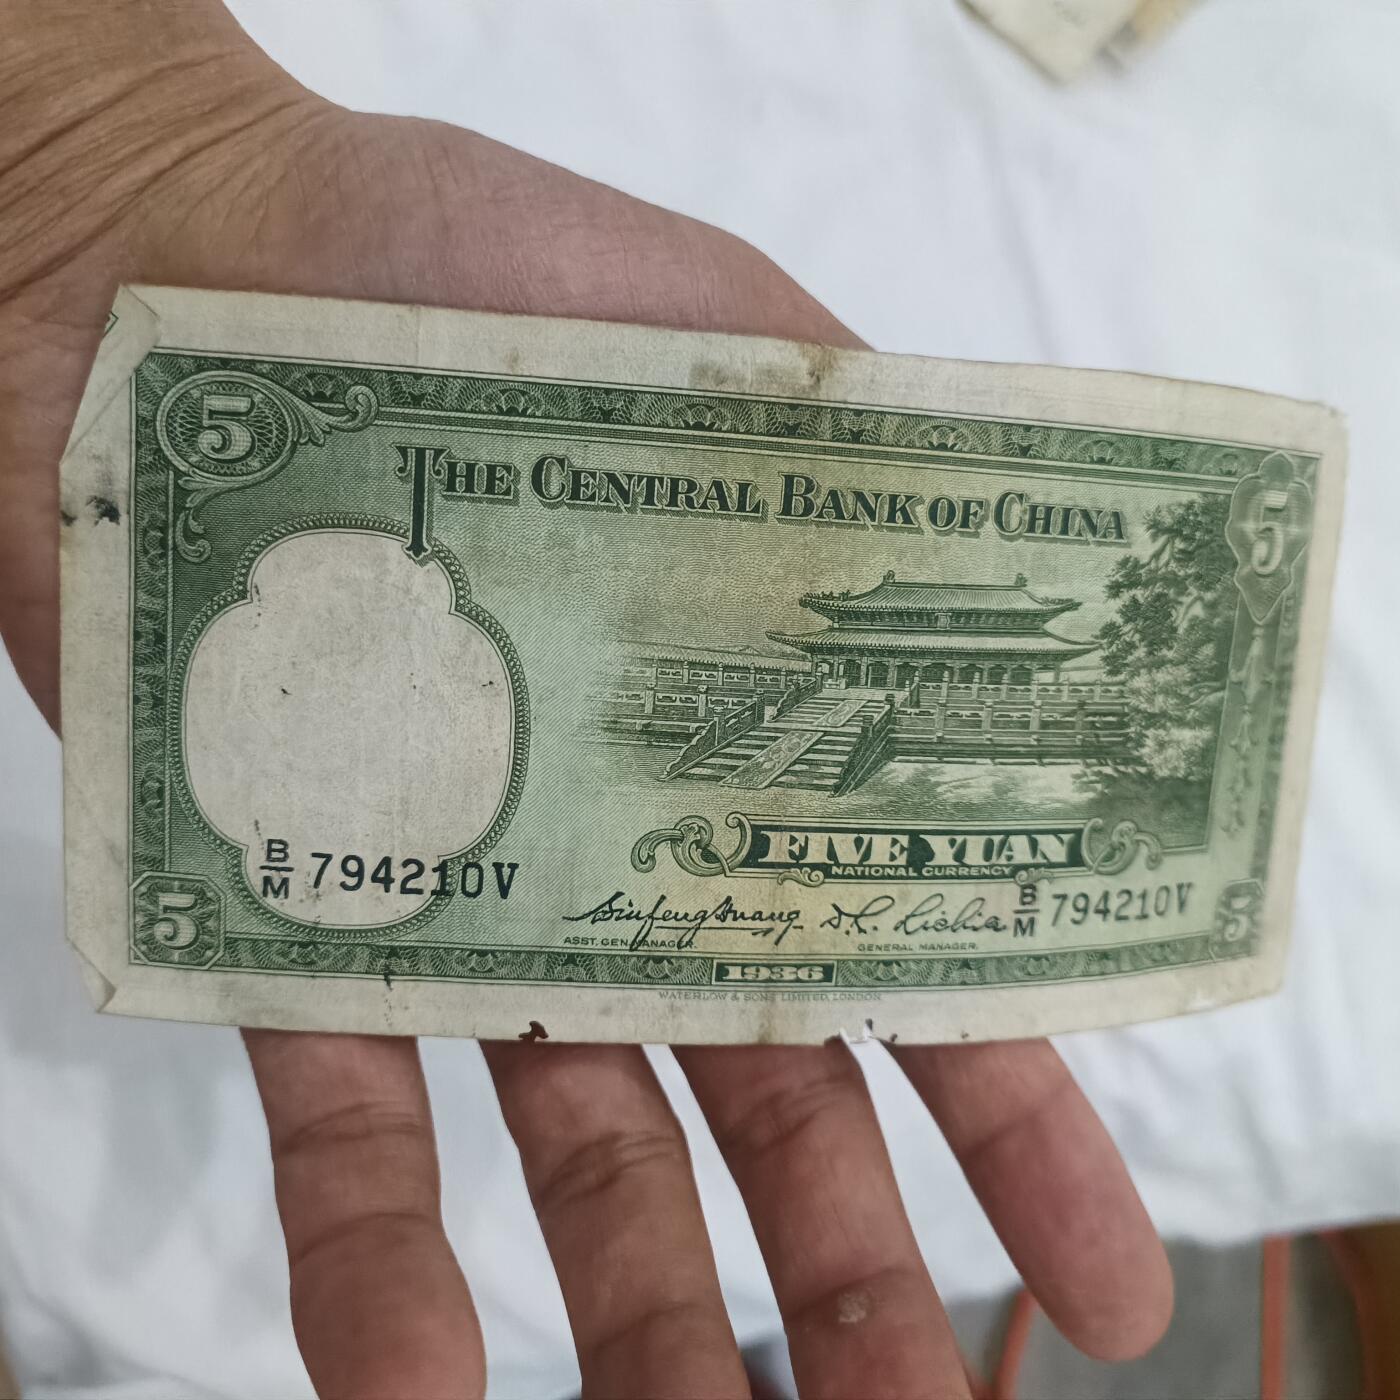 5
THE CENTRAL BANK OF CHINA
5
FIVE YUAN
NATIONAL CURRENCY
B/M 794210V
B/M 794210V
5
ASST. GEN. MANAGER.
GENERAL MANAGER.
5
1936
WATERLOW & SONS LIMITED, LONDON.